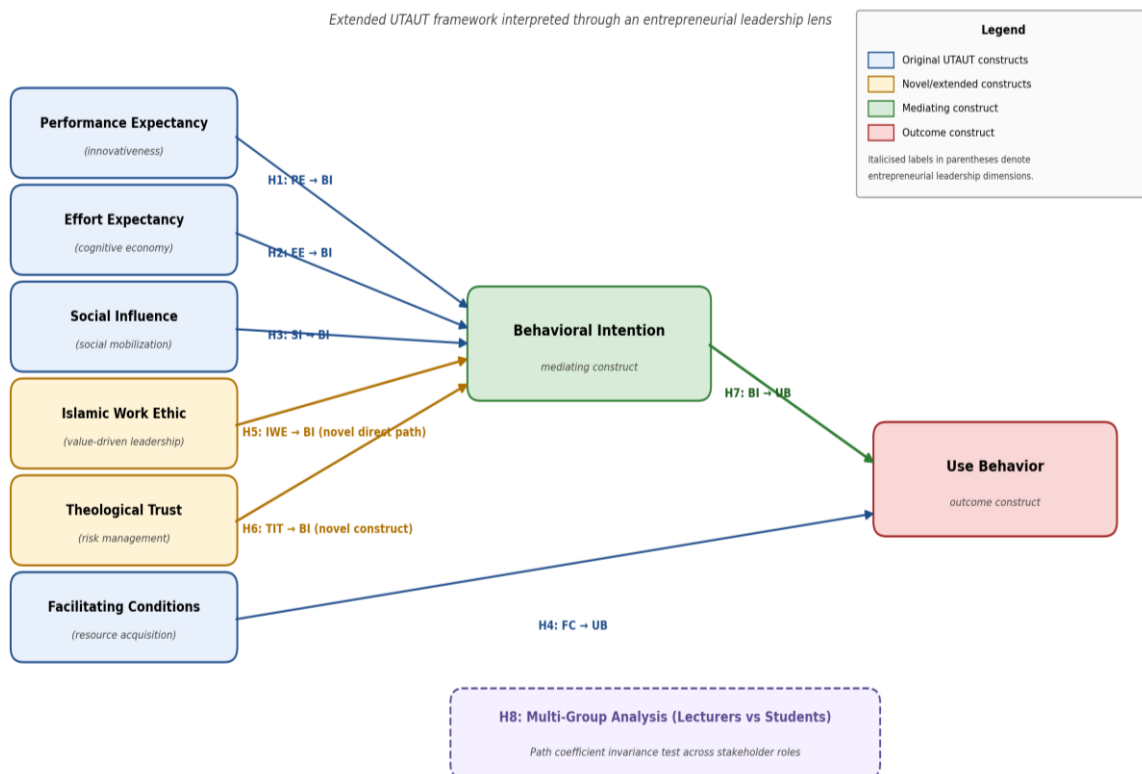 Extended UTAUT framework interpreted through an entrepreneurial leadership lens
Legend
Original UTAUT constructs
Novel/extended constructs
Mediating construct
Outcome construct
Italicised labels in parentheses denote
entrepreneurial leadership dimensions.
Performance Expectancy
(innovativeness)
H1: PE → BI
Effort Expectancy
(cognitive economy)
H2: EE → BI
Social Influence
(social mobilization)
H3: SI → BI
Behavioral Intention
mediating construct
Islamic Work Ethic
(value-driven leadership)
H5: IWE → BI (novel direct path)
H7: BI → UB
Theological Trust
(risk management)
H6: TIT → BI (novel construct)
Use Behavior
outcome construct
Facilitating Conditions
(resource acquisition)
H4: FC → UB
H8: Multi-Group Analysis (Lecturers vs Students)
Path coefficient invariance test across stakeholder roles